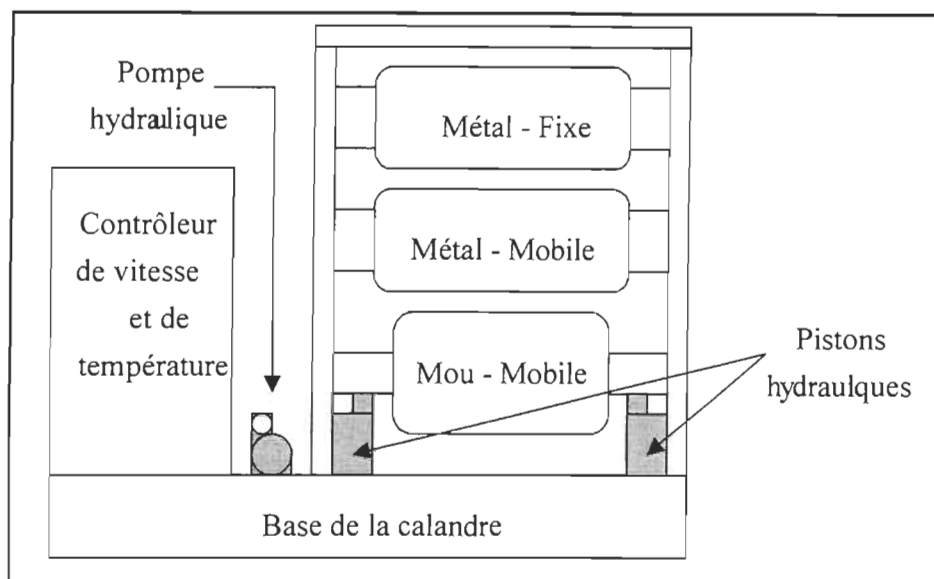 Pompe
hydraulique
Contrôleur
de vitesse
et de
température
Métal - Fixe
Métal - Mobile
Mou - Mobile
Pistons
hydraulques
Base de la calandre